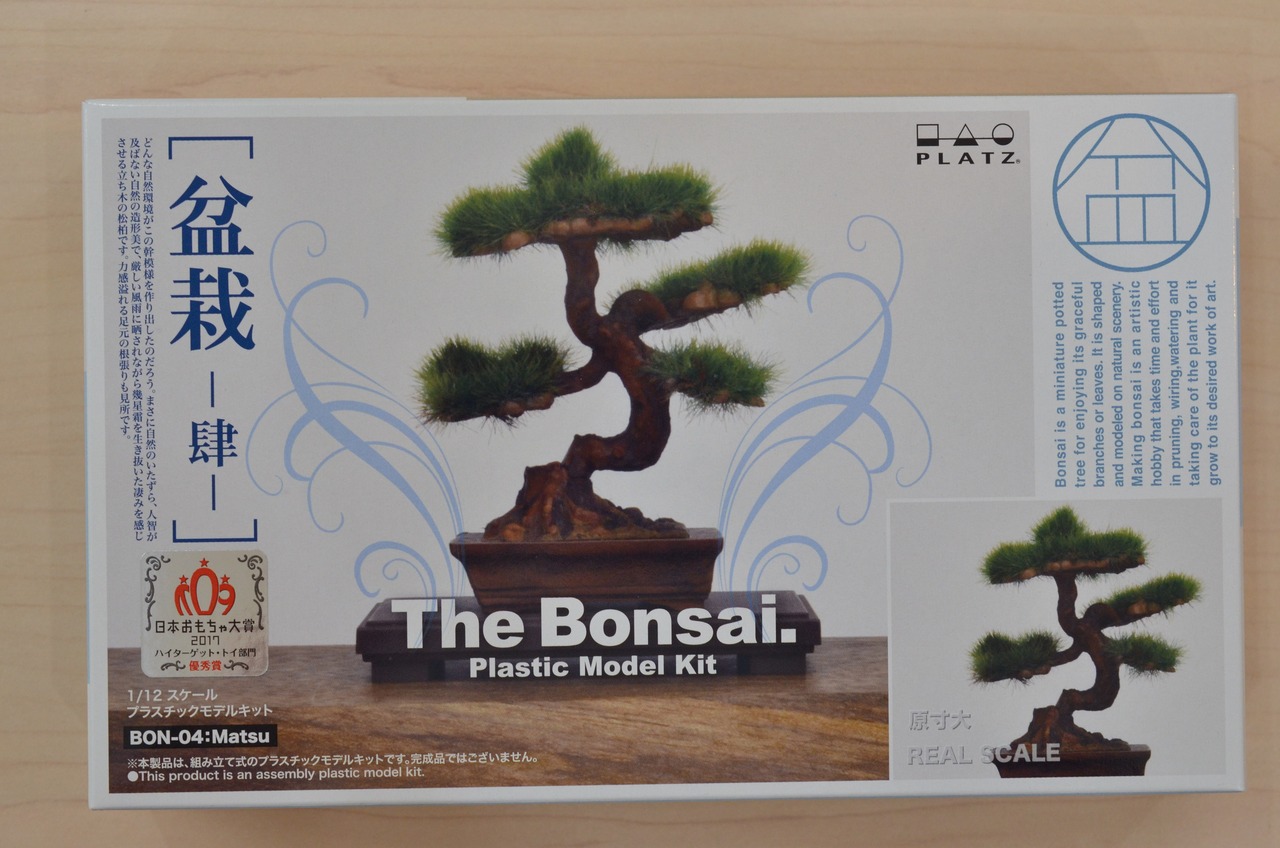 盆栽
肆
どんな自然環境がこの幹模様を作り出したのだろう。まさに自然のいたずら、人智が
及ばない自然の造形美で、厳しい風雨に晒されながら幾星霜を生き抜いた凄みを感じ
させる立ち木の松柏です。力感溢れる足元の根張りも見所です。
PLATZ®
Bonsai is a miniature potted
tree for enjoying its graceful
branches or leaves. It is shaped
and modeled on natural scenery.
Making bonsai is an artistic
hobby that takes time and effort
in pruning, wiring,watering and
taking care of the plant for it
grow to its desired work of art.
日本おもちゃ大賞
2017
ハイターゲット・トイ部門
優秀賞
The Bonsai.
Plastic Model Kit
1/12 スケール
プラスチックモデルキット
BON-04:Matsu
※本製品は、組み立て式のプラスチックモデルキットです。完成品ではございません。
●This product is an assembly plastic model kit.
原寸大
REAL SCALE